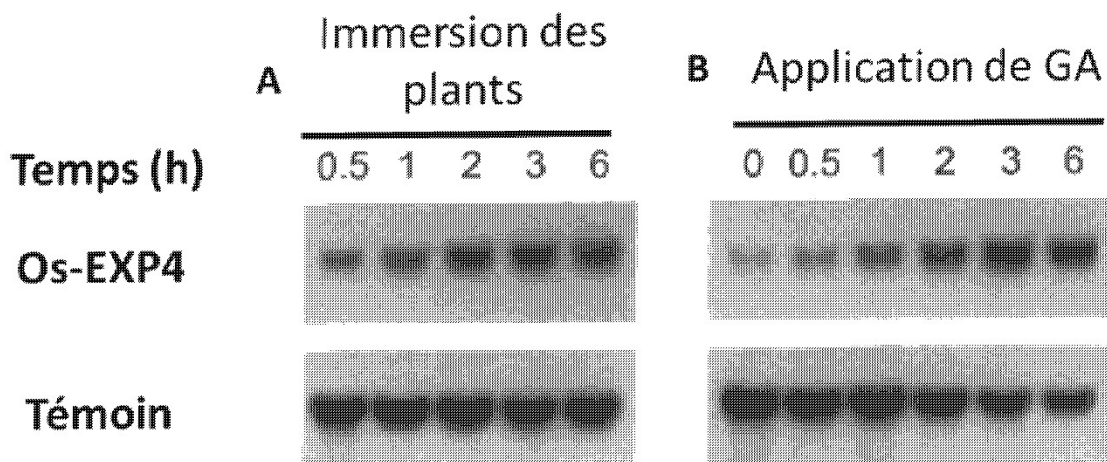 A
Immersion des
plants
B
Application de GA
Temps (h)
0.5 1 2 3 6
0 0.5 1 2 3 6
Os-EXP4
Témoin